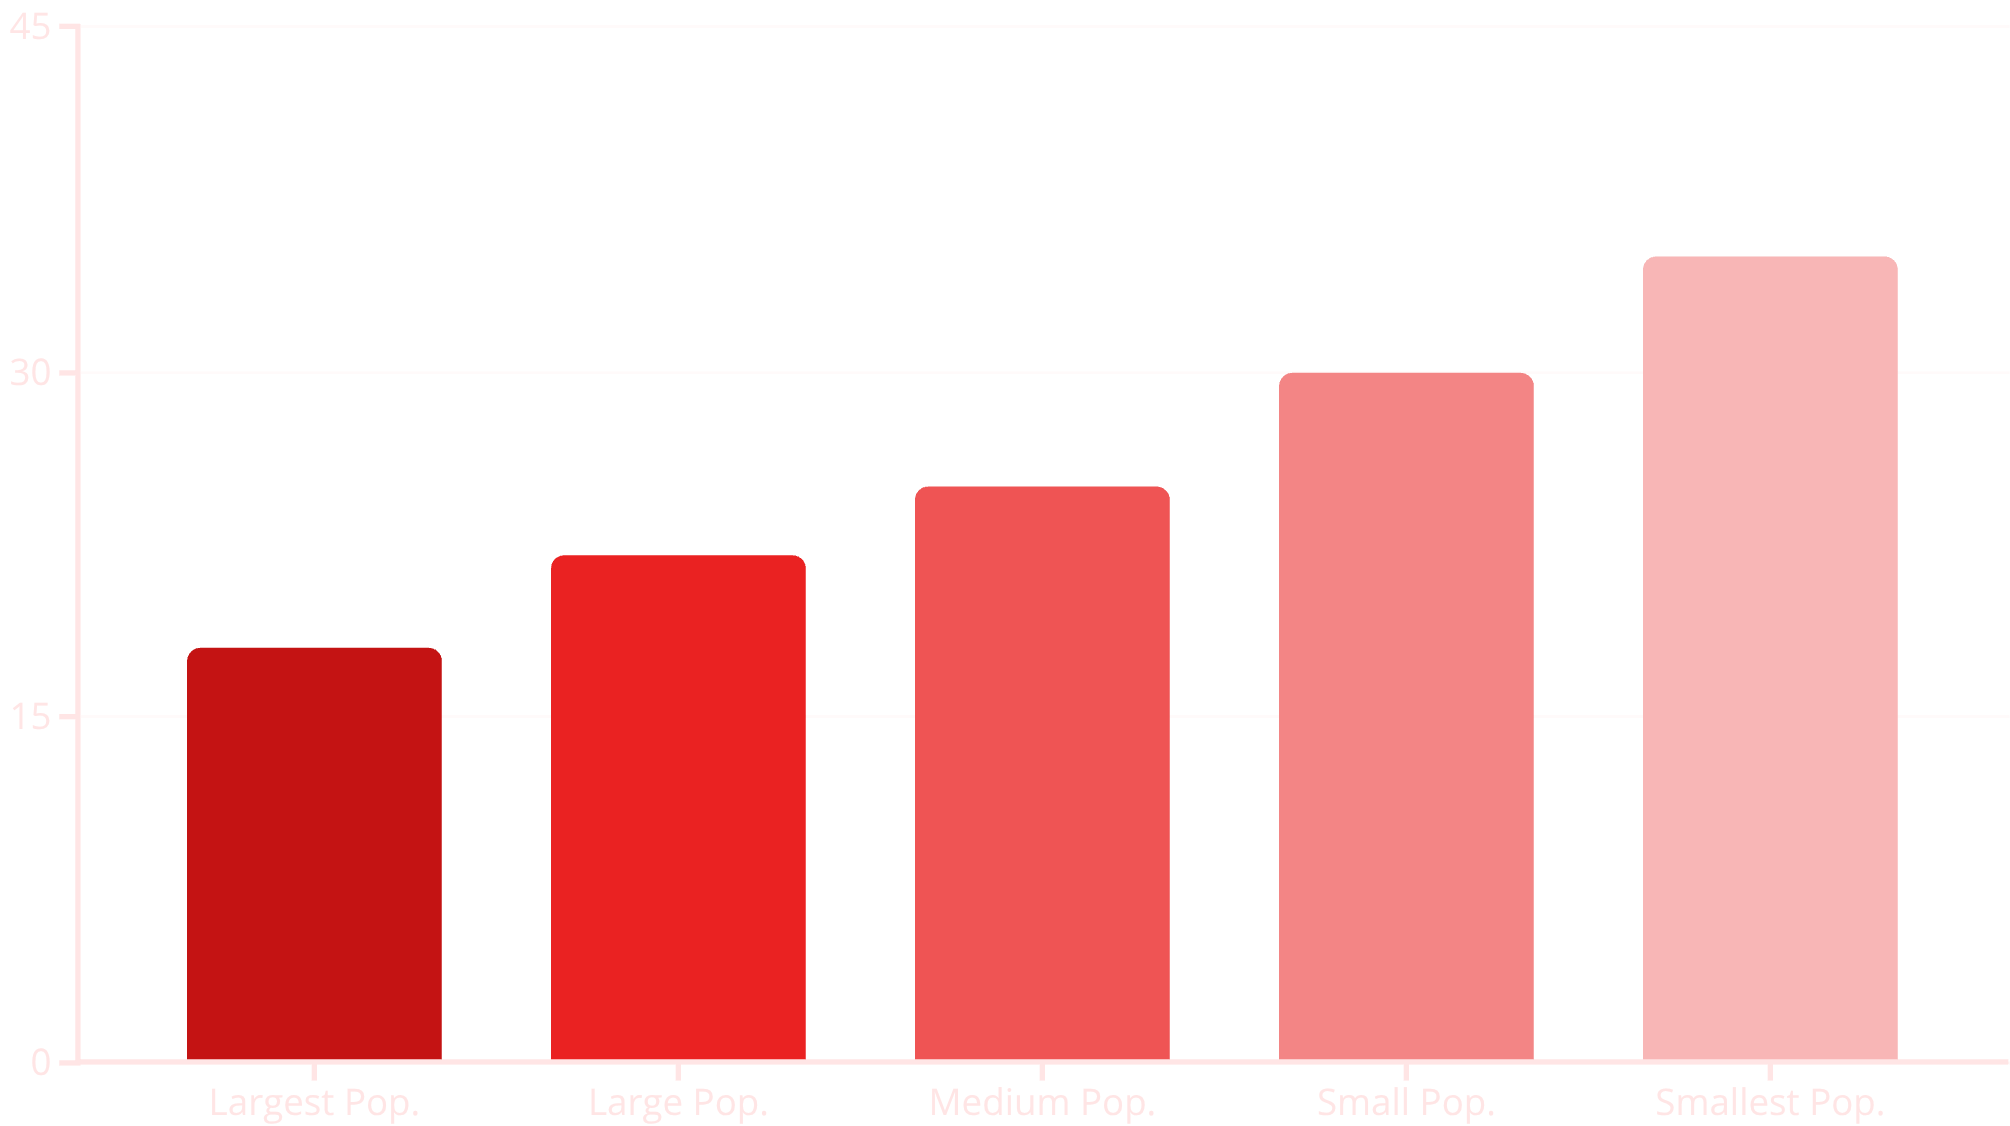 45
30
15
0
Largest Pop.
Large Pop.
Medium Pop.
Small Pop.
Smallest Pop.